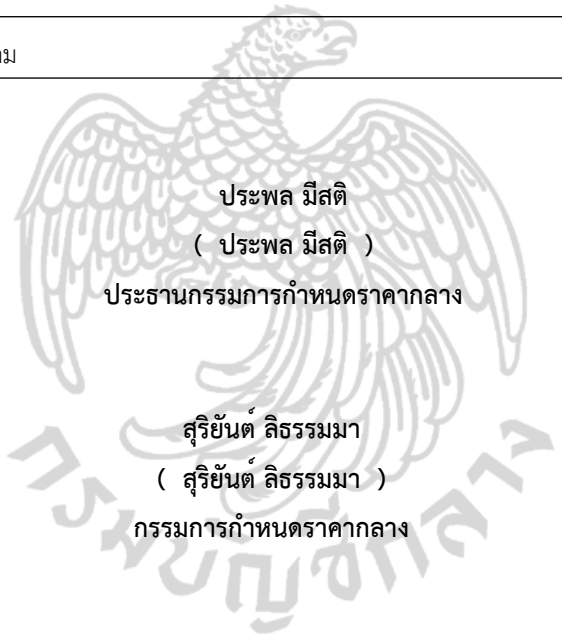 ประพล มีสติ
( ประพล มีสติ )
ประธานกรรมการกำหนดราคากลาง
สุริยันต์ ลิธรรมมา
( สุริยันต์ ลิธรรมมา )
กรรมการกำหนดราคากลาง
กรมบัญชีกลาง